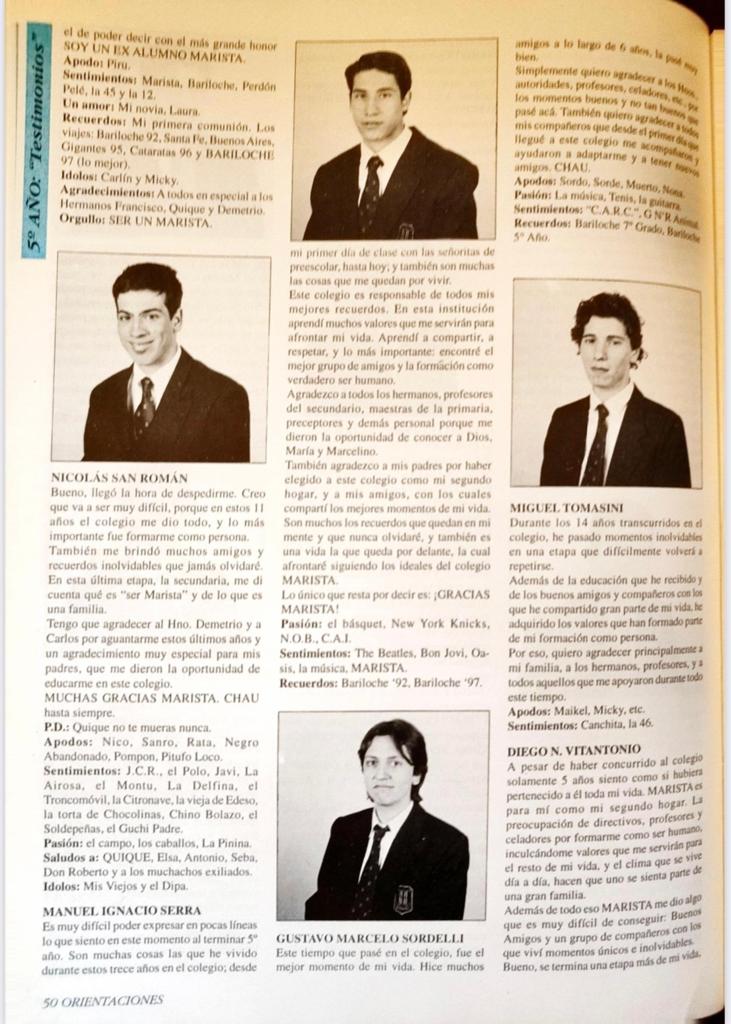 5º AÑO: "Testimonios"
el de poder decir con el más grande honor
SOY UN EX ALUMNO MARISTA.
Apodo: Piru.
Sentimientos: Marista, Bariloche, Perdón
Pelé, la 45 y la 12.
Un amor: Mi novia, Laura.
Recuerdos: Mi primera comunión. Los
viajes: Bariloche 92, Santa Fe, Buenos Aires,
Gigantes 95, Cataratas 96 y BARILOCHE
97 (lo mejor).
Idolos: Carlín y Micky.
Agradecimientos: A todos en especial a los
Hermanos Francisco, Quique y Demetrio.
Orgullo: SER UN MARISTA.
NICOLÁS SAN ROMÁN
Bueno, llegó la hora de despedirme. Creo
que va a ser muy difícil, porque en estos 11
años el colegio me dio todo, y lo más
importante fue formarme como persona.
También me brindó muchos amigos y
recuerdos inolvidables que jamás olvidaré.
En esta última etapa, la secundaria, me di
cuenta qué es "ser Marista" y de lo que es
una familia.
Tengo que agradecer al Hno. Demetrio y a
Carlos por aguantarme estos últimos años y
un agradecimiento muy especial para mis
padres, que me dieron la oportunidad de
educarme en este colegio.
MUCHAS GRACIAS MARISTA. CHAU
hasta siempre.
P.D.: Quique no te mueras nunca.
Apodos: Nico, Sanro, Rata, Negro
Abandonado, Pompon, Pitufo Loco.
Sentimientos: J.C.R., el Polo, Javi, La
Airosa, el Montu, La Delfina, el
Troncomóvil, la Citronave, la vieja de Edeso,
la torta de Chocolinas, Chino Bolazo, el
Soldepeñas, el Guchi Padre.
Pasión: el campo, los caballos, La Pinina.
Saludos a: QUIQUE, Elsa, Antonio, Seba,
Don Roberto y a los muchachos exiliados.
Idolos: Mis Viejos y el Dipa.
MANUEL IGNACIO SERRA
Es muy difícil poder expresar en pocas líneas
lo que siento en este momento al terminar 5º
año. Son muchas cosas las que he vivido
durante estos trece años en el colegio; desde
mi primer día de clase con las señoritas de
preescolar, hasta hoy; y también son muchas
las cosas que me quedan por vivir.
Este colegio es responsable de todos mis
mejores recuerdos. En esta institución
aprendí muchos valores que me servirán para
afrontar mi vida. Aprendí a compartir, a
respetar, y lo más importante: encontré el
mejor grupo de amigos y la formación como
verdadero ser humano.
Agradezco a todos los hermanos, profesores
del secundario, maestras de la primaria,
preceptores y demás personal porque me
dieron la oportunidad de conocer a Dios,
María y Marcelino.
También agradezco a mis padres por haber
elegido a este colegio como mi segundo
hogar, y a mis amigos, con los cuales
compartí los mejores momentos de mi vida.
Son muchos los recuerdos que quedan en mi
mente y que nunca olvidaré, y también es
una vida la que queda por delante, la cual
afrontaré siguiendo los ideales del colegio
MARISTA.
Lo único que resta por decir es: ¡GRACIAS
MARISTA!
Pasión: el básquet, New York Knicks,
N.O.B., C.A.I.
Sentimientos: The Beatles, Bon Jovi, Oa-
sis, la música, MARISTA.
Recuerdos: Bariloche '92, Bariloche '97.
GUSTAVO MARCELO SORDELLI
Este tiempo que pasé en el colegio, fue el
mejor momento de mi vida. Hice muchos
amigos a lo largo de 6 años, la pasé muy
bien.
Simplemente quiero agradecer a los Hnos.,
autoridades, profesores, celadores, etc., por
los momentos buenos y no tan buenos que
pasé acá. También quiero agradecer a todos
mis compañeros que desde el primer día que
llegué a este colegio me acompañaron y
ayudaron a adaptarme y a tener nuevos
amigos. CHAU.
Apodos: Sordo, Sorde, Muerto, Nona.
Pasión: La música, Tenis, la guitarra.
Sentimientos: "C.A.R.C.", G N'R Animal.
Recuerdos: Bariloche 7º Grado, Bariloche
5º Año.
MIGUEL TOMASINI
Durante los 14 años transcurridos en el
colegio, he pasado momentos inolvidables
en una etapa que difícilmente volverá a
repetirse.
Además de la educación que he recibido y
de los buenos amigos y compañeros con los
que he compartido gran parte de mi vida, he
adquirido los valores que han formado parte
de mi formación como persona.
Por eso, quiero agradecer principalmente a
mi familia, a los hermanos, profesores, y a
todos aquellos que me apoyaron durante todo
este tiempo.
Apodos: Maikel, Micky, etc.
Sentimientos: Canchita, la 46.
DIEGO N. VITANTONIO
A pesar de haber concurrido al colegio
solamente 5 años siento como si hubiera
pertenecido a él toda mi vida. MARISTA es
para mí como mi segundo hogar. La
preocupación de directivos, profesores y
celadores por formarme como ser humano,
inculcándome valores que me servirán para
el resto de mi vida, y el clima que se vive
día a día, hacen que uno se sienta parte de
una gran familia.
Además de todo eso MARISTA me dio algo
que es muy difícil de conseguir: Buenos
Amigos y un grupo de compañeros con los
que viví momentos únicos e inolvidables.
Bueno, se termina una etapa más de mi vida.
50 ORIENTACIONES